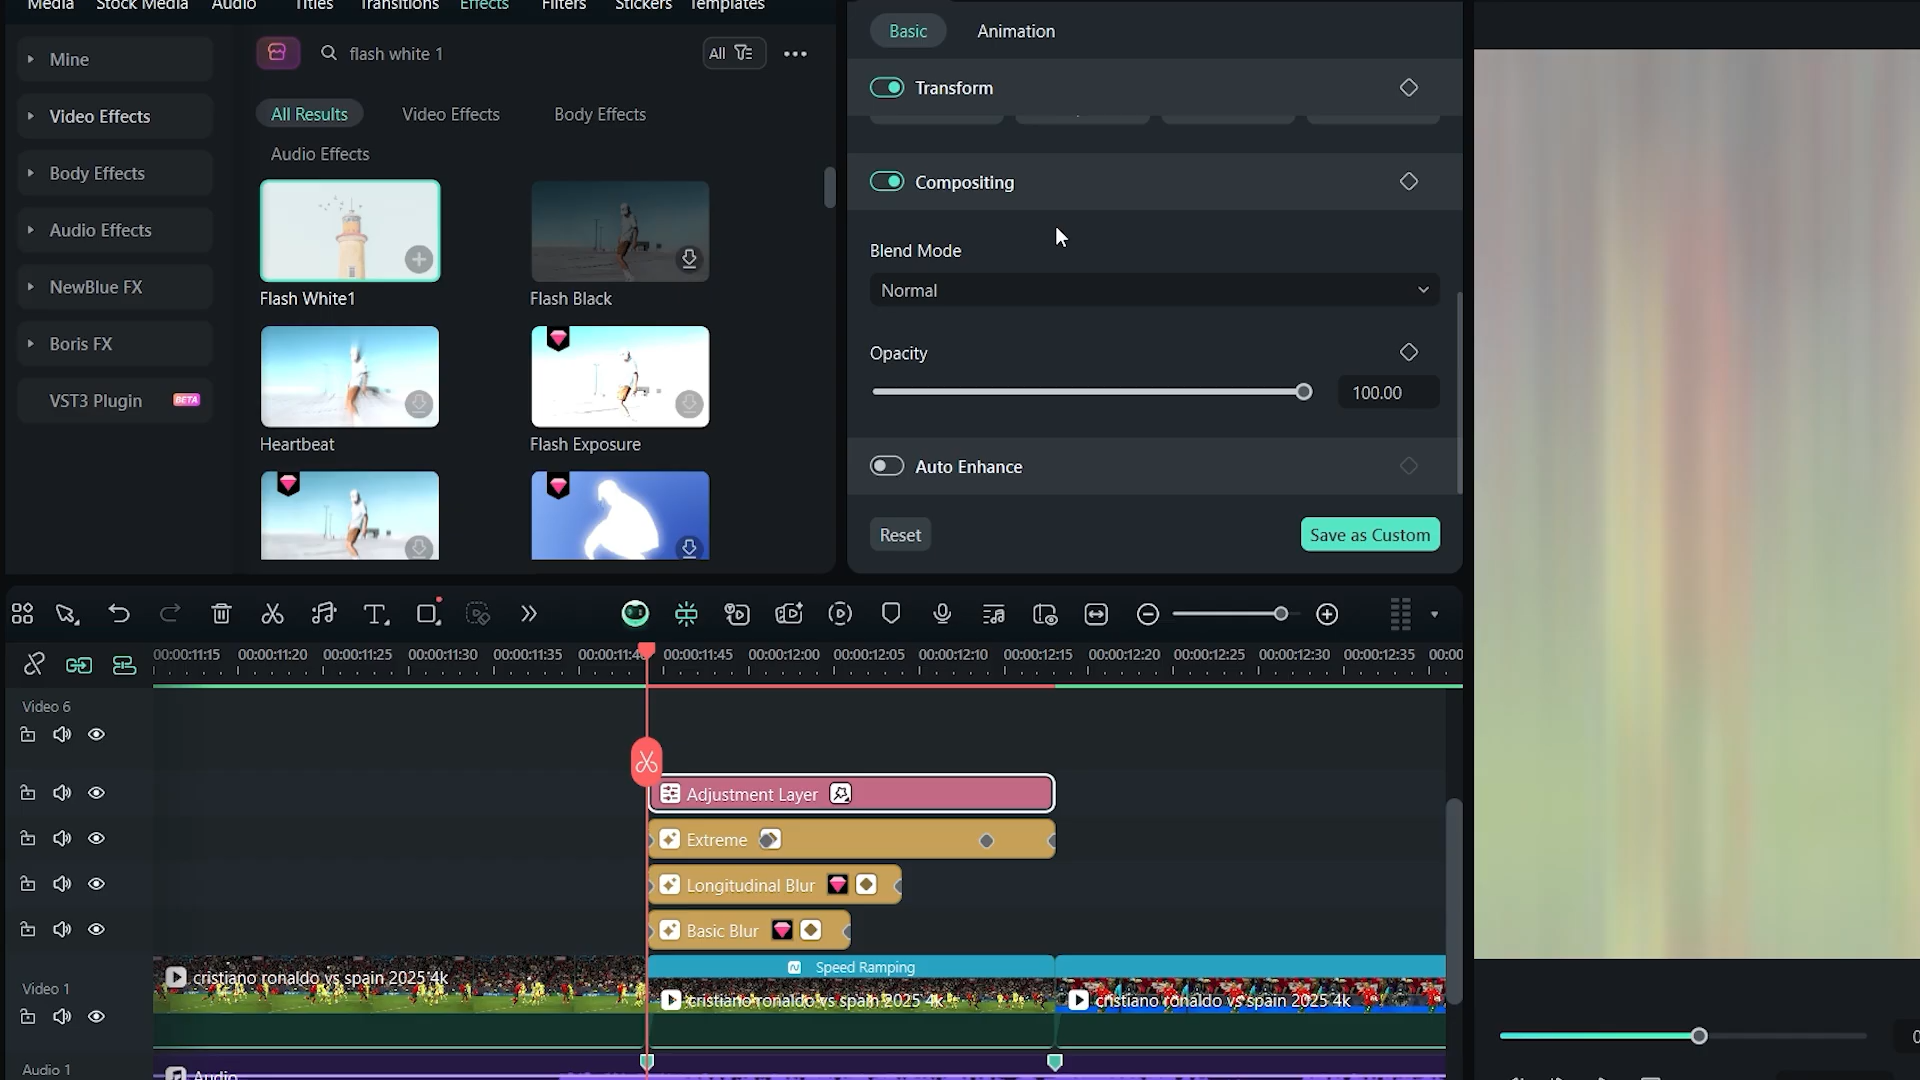 Media Stock Media Audio Titles Transitions Effects Filters Stickers Templates
Mine
Video Effects
Body Effects
Audio Effects
NewBlue FX
Boris FX
VST3 Plugin BETA
flash white 1
All
All Results Video Effects Body Effects
Audio Effects
Flash White1 Flash Black
Heartbeat Flash Exposure
Basic Animation
Transform
Compositing
Blend Mode
Normal
Opacity
100.00
Auto Enhance
Reset Save as Custom
00:00:11:15 00:00:11:20 00:00:11:25 00:00:11:30 00:00:11:35 00:00:11:40 00:00:11:45 00:00:12:00 00:00:12:05 00:00:12:10 00:00:12:15 00:00:12:20 00:00:12:25 00:00:12:30 00:00:12:35 00:00
Video 6
Adjustment Layer
Extreme
Longitudinal Blur
Basic Blur
Speed Ramping
Video 1
cristiano ronaldo vs spain 2025 4k
cristiano ronaldo vs spain 2025 4k
cristiano ronaldo vs spain 2025 4k
Audio 1
Audio